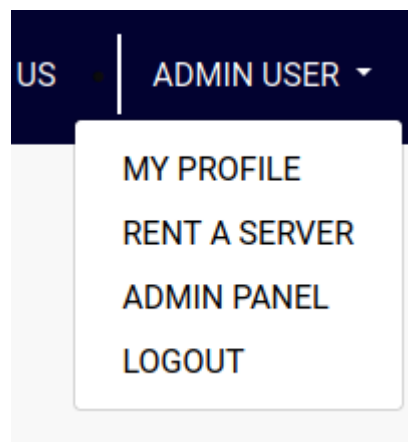 US
ADMIN USER
MY PROFILE
RENT A SERVER
ADMIN PANEL
LOGOUT